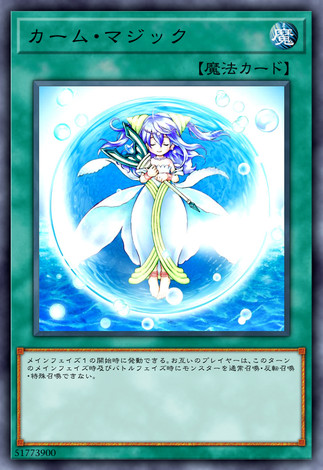 カーム・マジック
魔
【魔法カード】
メインフェイズ1の開始時に発動できる。お互いのプレイヤーは、このターン
のメインフェイズ時及びバトルフェイズ時にモンスターを通常召喚・反転召喚
・特殊召喚できない。
51773900